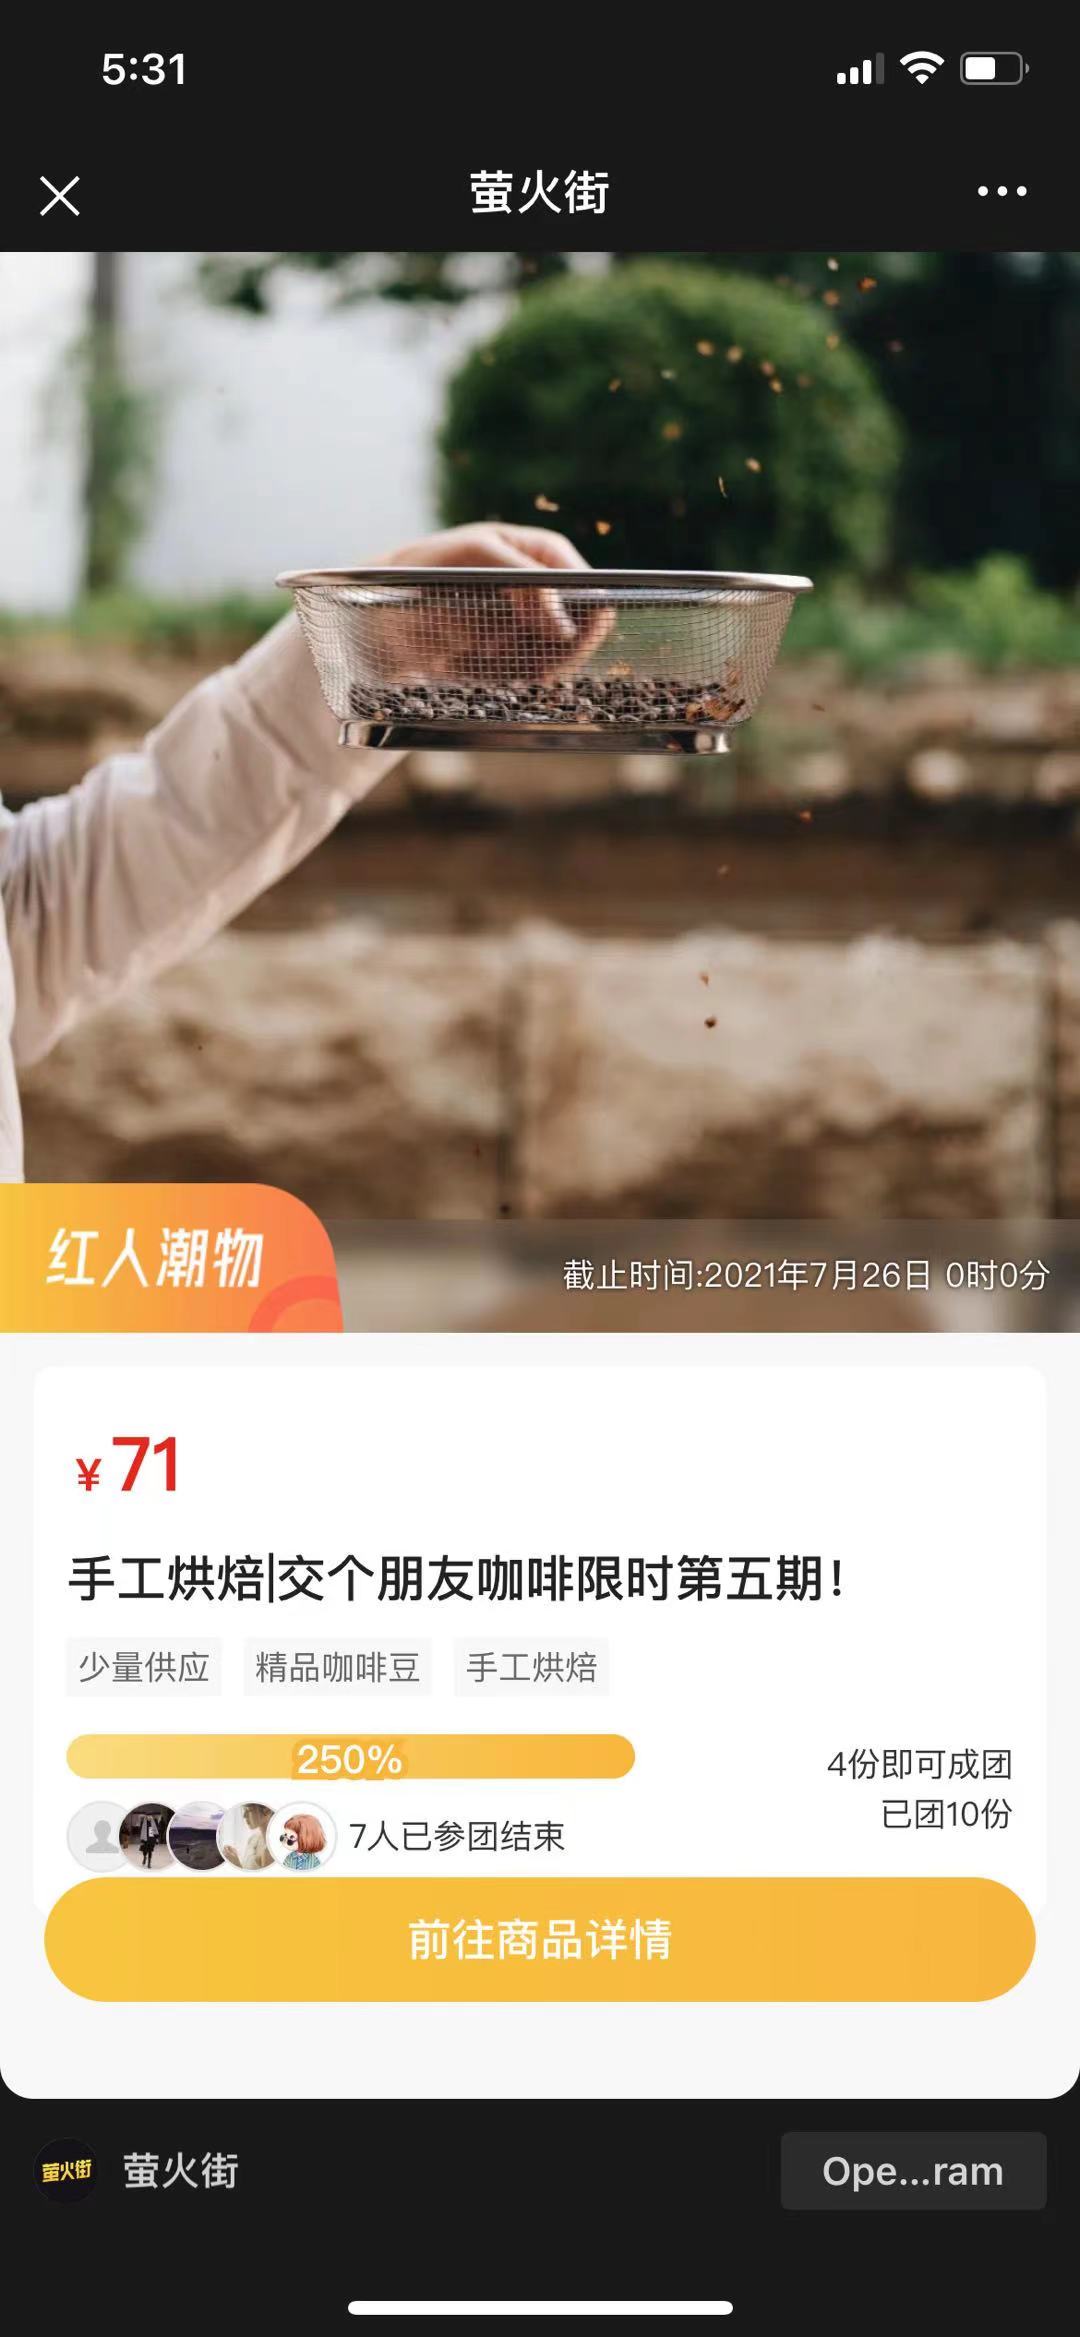 5:31
萤火街
红人潮物
截止时间:2021年7月26日 0时0分
¥71
手工烘焙|交个朋友咖啡限时第五期！
少量供应 精品咖啡豆 手工烘焙
250%
4份即可成团
已团10份
7人已参团结束
前往商品详情
萤火街 萤火街 Ope...ram